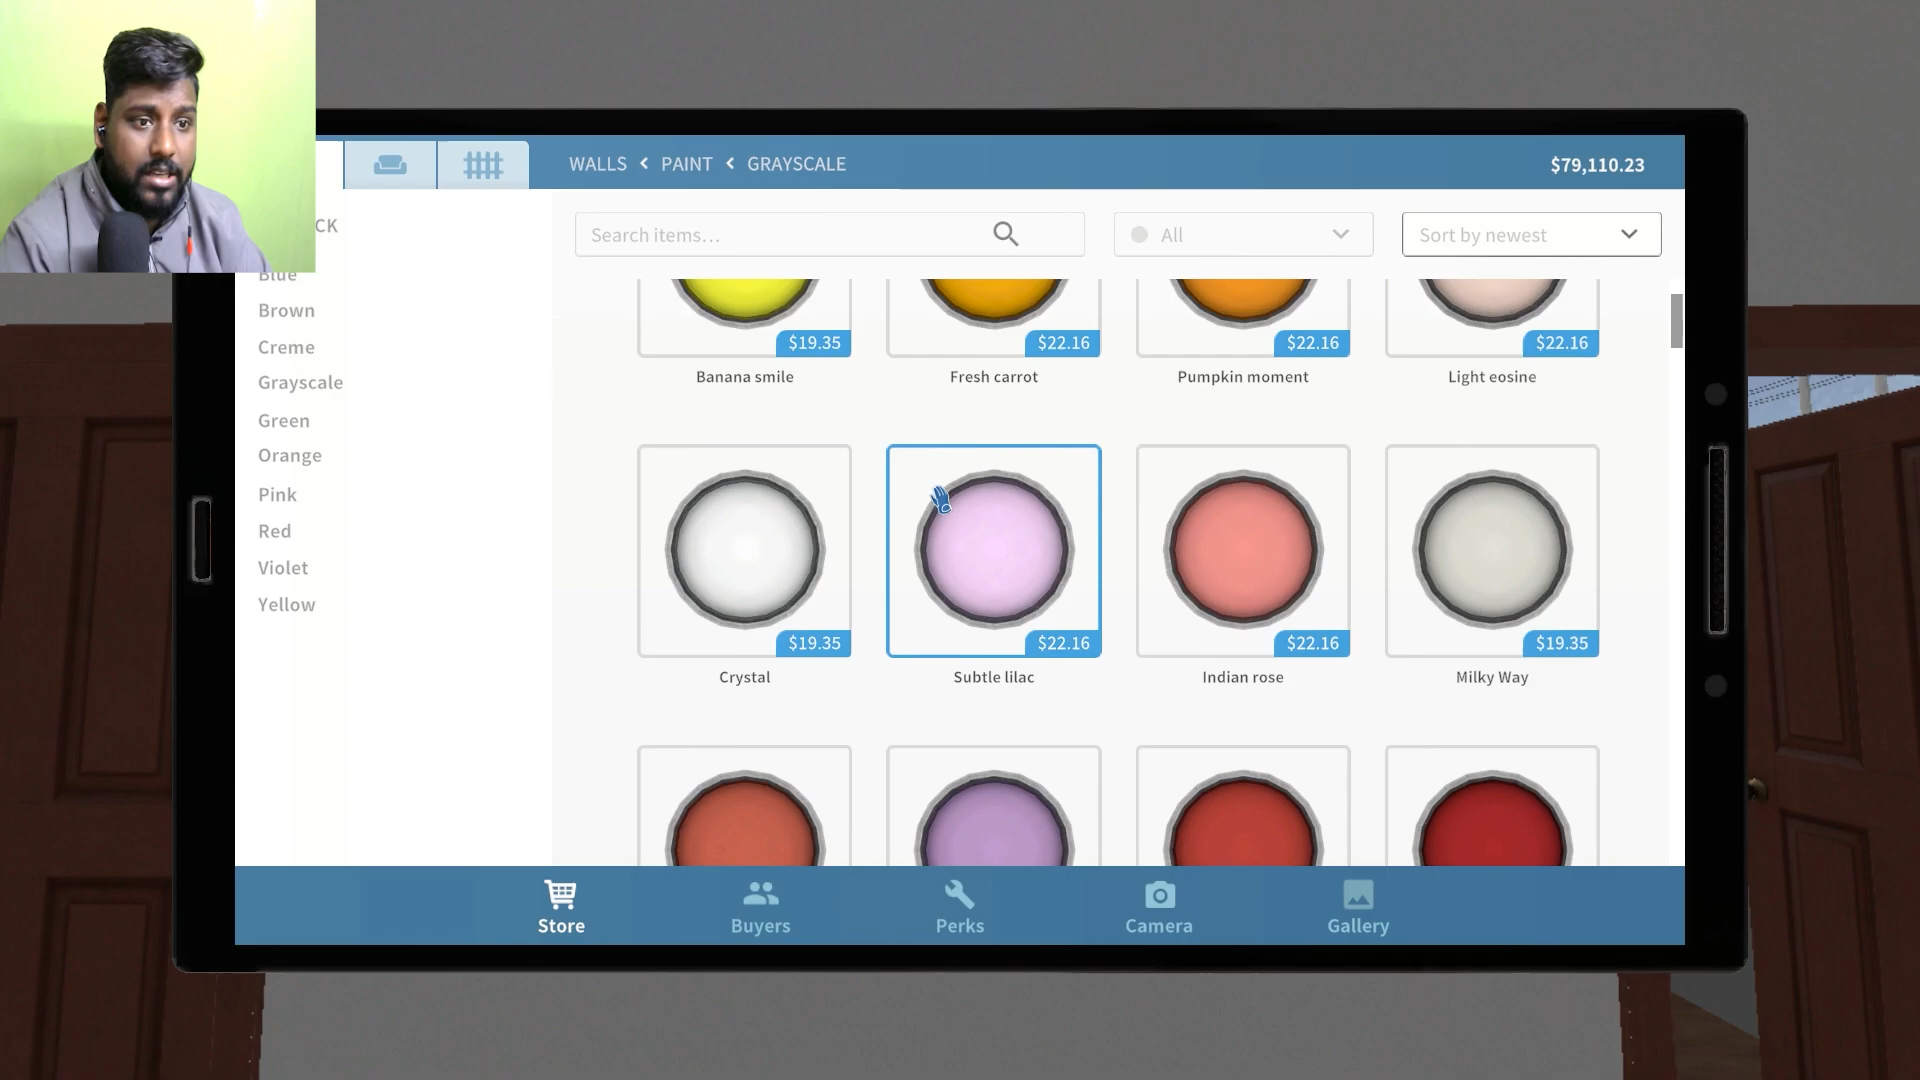 WALLS < PAINT < GRAYSCALE
$79,110.23
CK
Search items...
All
Sort by newest
Blue
Brown
Creme
Grayscale
Green
Orange
Pink
Red
Violet
Yellow
$19.35 $22.16 $22.16 $22.16
Banana smile Fresh carrot Pumpkin moment Light eosine
$19.35 $22.16 $22.16 $19.35
Crystal Subtle lilac Indian rose Milky Way
Store Buyers Perks Camera Gallery